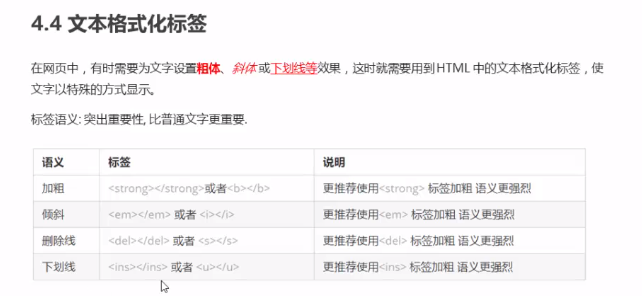 4.4 文本格式化标签
在网页中，有时需要为文字设置粗体、斜体 或下划线等效果，这时就需要用到 HTML 中的文本格式化标签，使
文字以特殊的方式显示。
标签语义: 突出重要性, 比普通文字更重要.
语义 标签 说明
加粗 <strong></strong>或者<b></b> 更推荐使用<strong> 标签加粗 语义更强烈
倾斜 <em></em> 或者 <i></i> 更推荐使用<em> 标签加粗 语义更强烈
删除线 <del></del> 或者 <s></s> 更推荐使用<del> 标签加粗 语义更强烈
下划线 <ins></ins> 或者 <u></u> 更推荐使用<ins> 标签加粗 语义更强烈